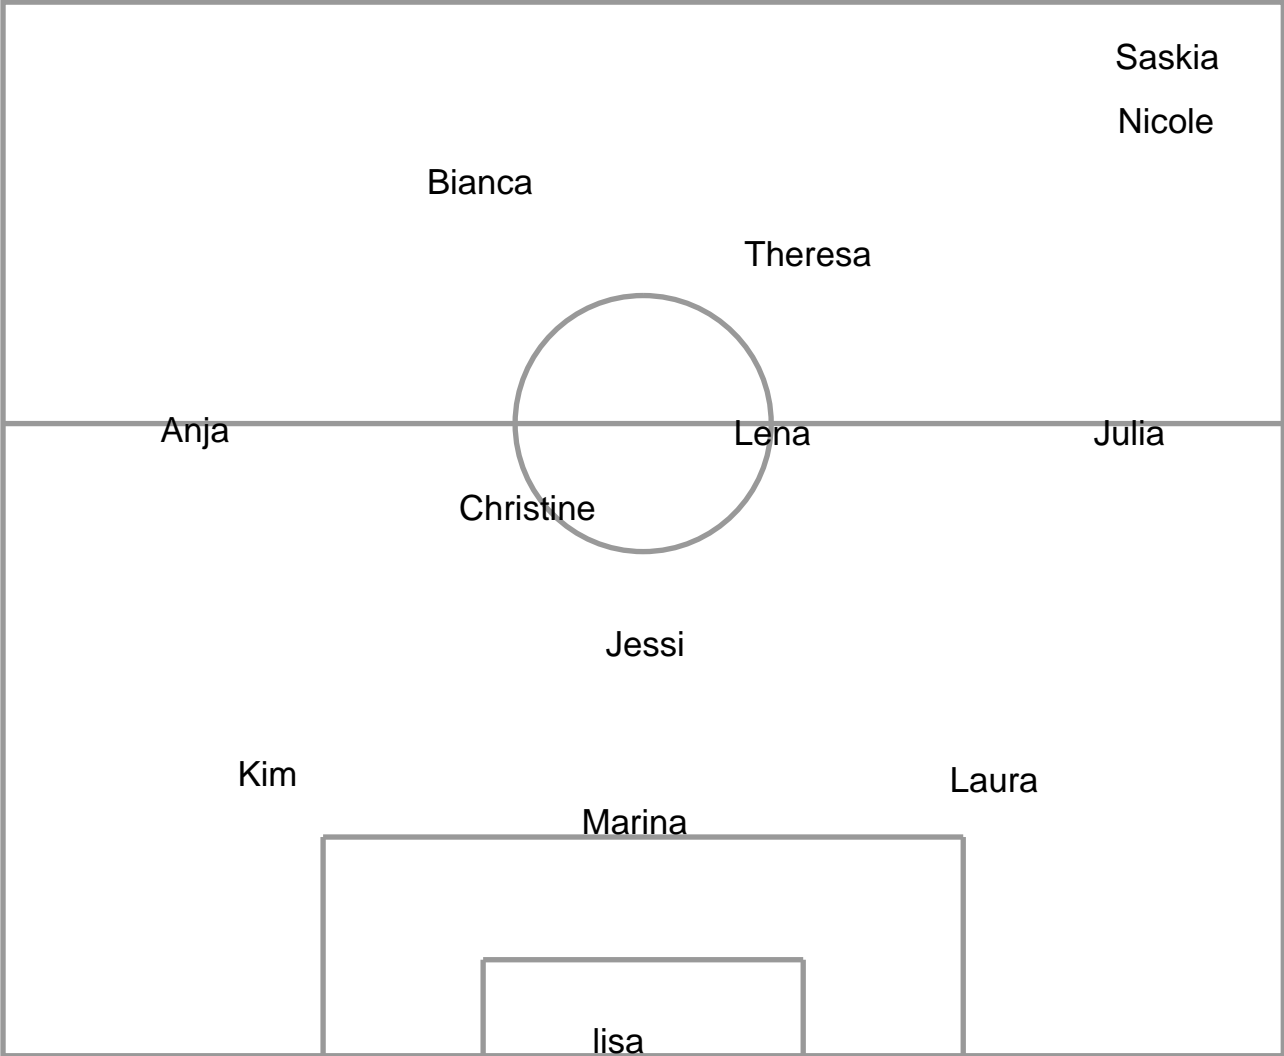 Saskia
Nicole
Bianca
Theresa
Anja
Lena
Julia
Christine
Jessi
Kim
Laura
Marina
lisa